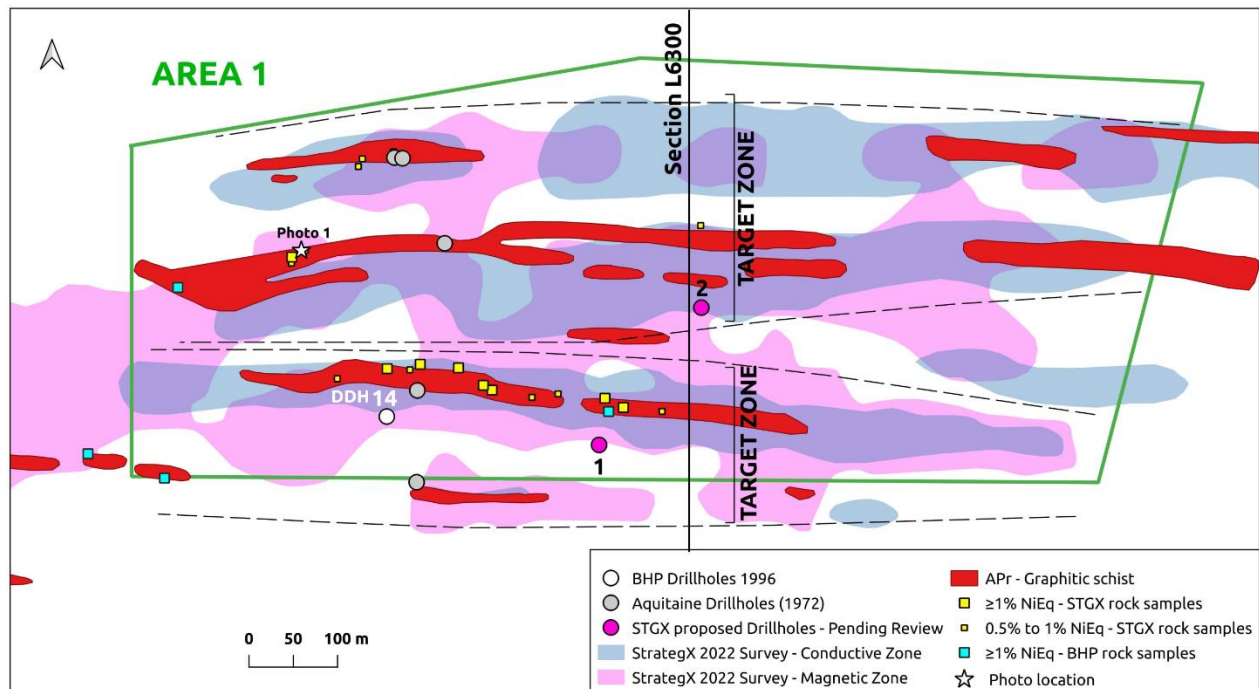 AREA 1
Section L6300
TARGET ZONE
Photo 1
2
DDH 14
TARGET ZONE
1
0 50 100 m
BHP Drillholes 1996
Aquitaine Drillholes (1972)
STGX proposed Drillholes - Pending Review
StrategX 2022 Survey - Conductive Zone
StrategX 2022 Survey - Magnetic Zone
APr - Graphitic schist
≥1% NiEq - STGX rock samples
0.5% to 1% NiEq - STGX rock samples
≥1% NiEq - BHP rock samples
Photo location